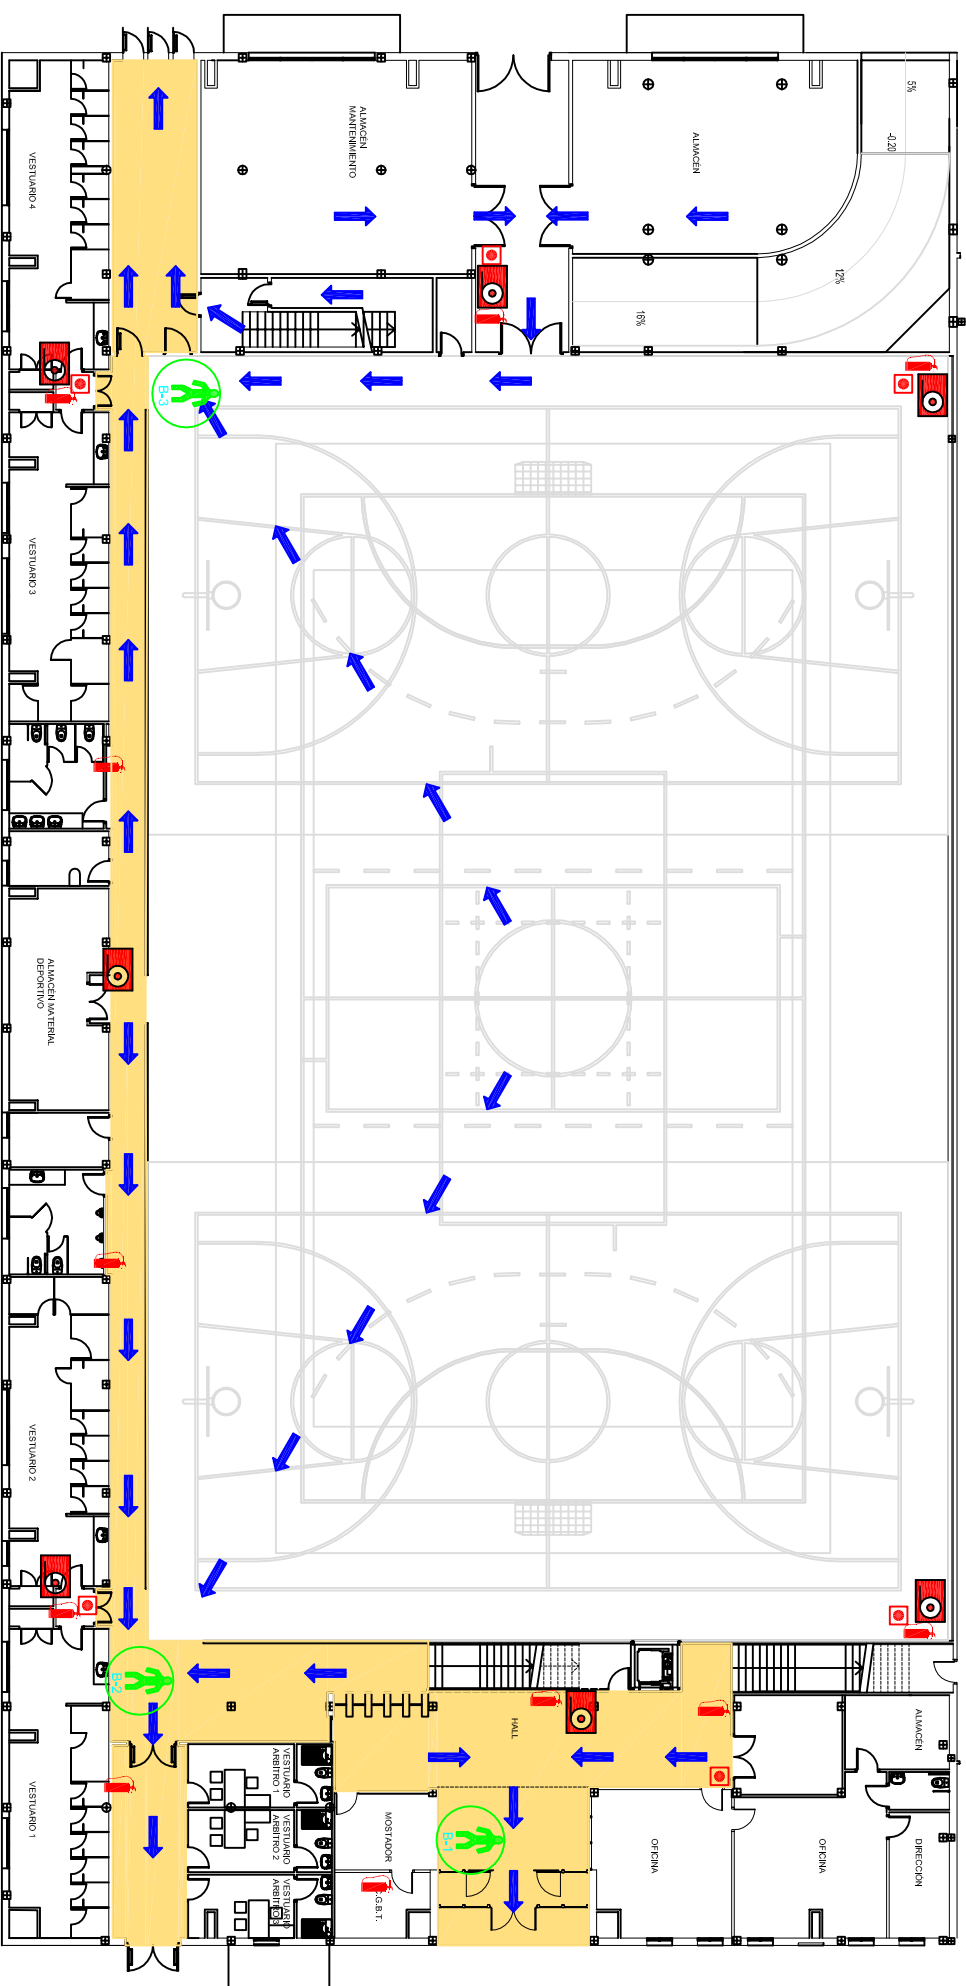 5%
-0.20
ALMACÉN
MANTENIMIENTO
ALMACÉN
VESTUARIO 4
12%
16%
B-3
VESTUARIO 3
ALMACÉN MATERIAL
DEPORTIVO
VESTUARIO 2
B-2
HALL
ALMACÉN
VESTUARIO
ARBITRO 1
VESTUARIO 1
VESTUARIO
ARBITRO 2
MOSTADOR
B-1
OFICINA
OFICINA
DIRECCIÓN
VESTUARIO
ARBITRO 3
C.G.B.T.